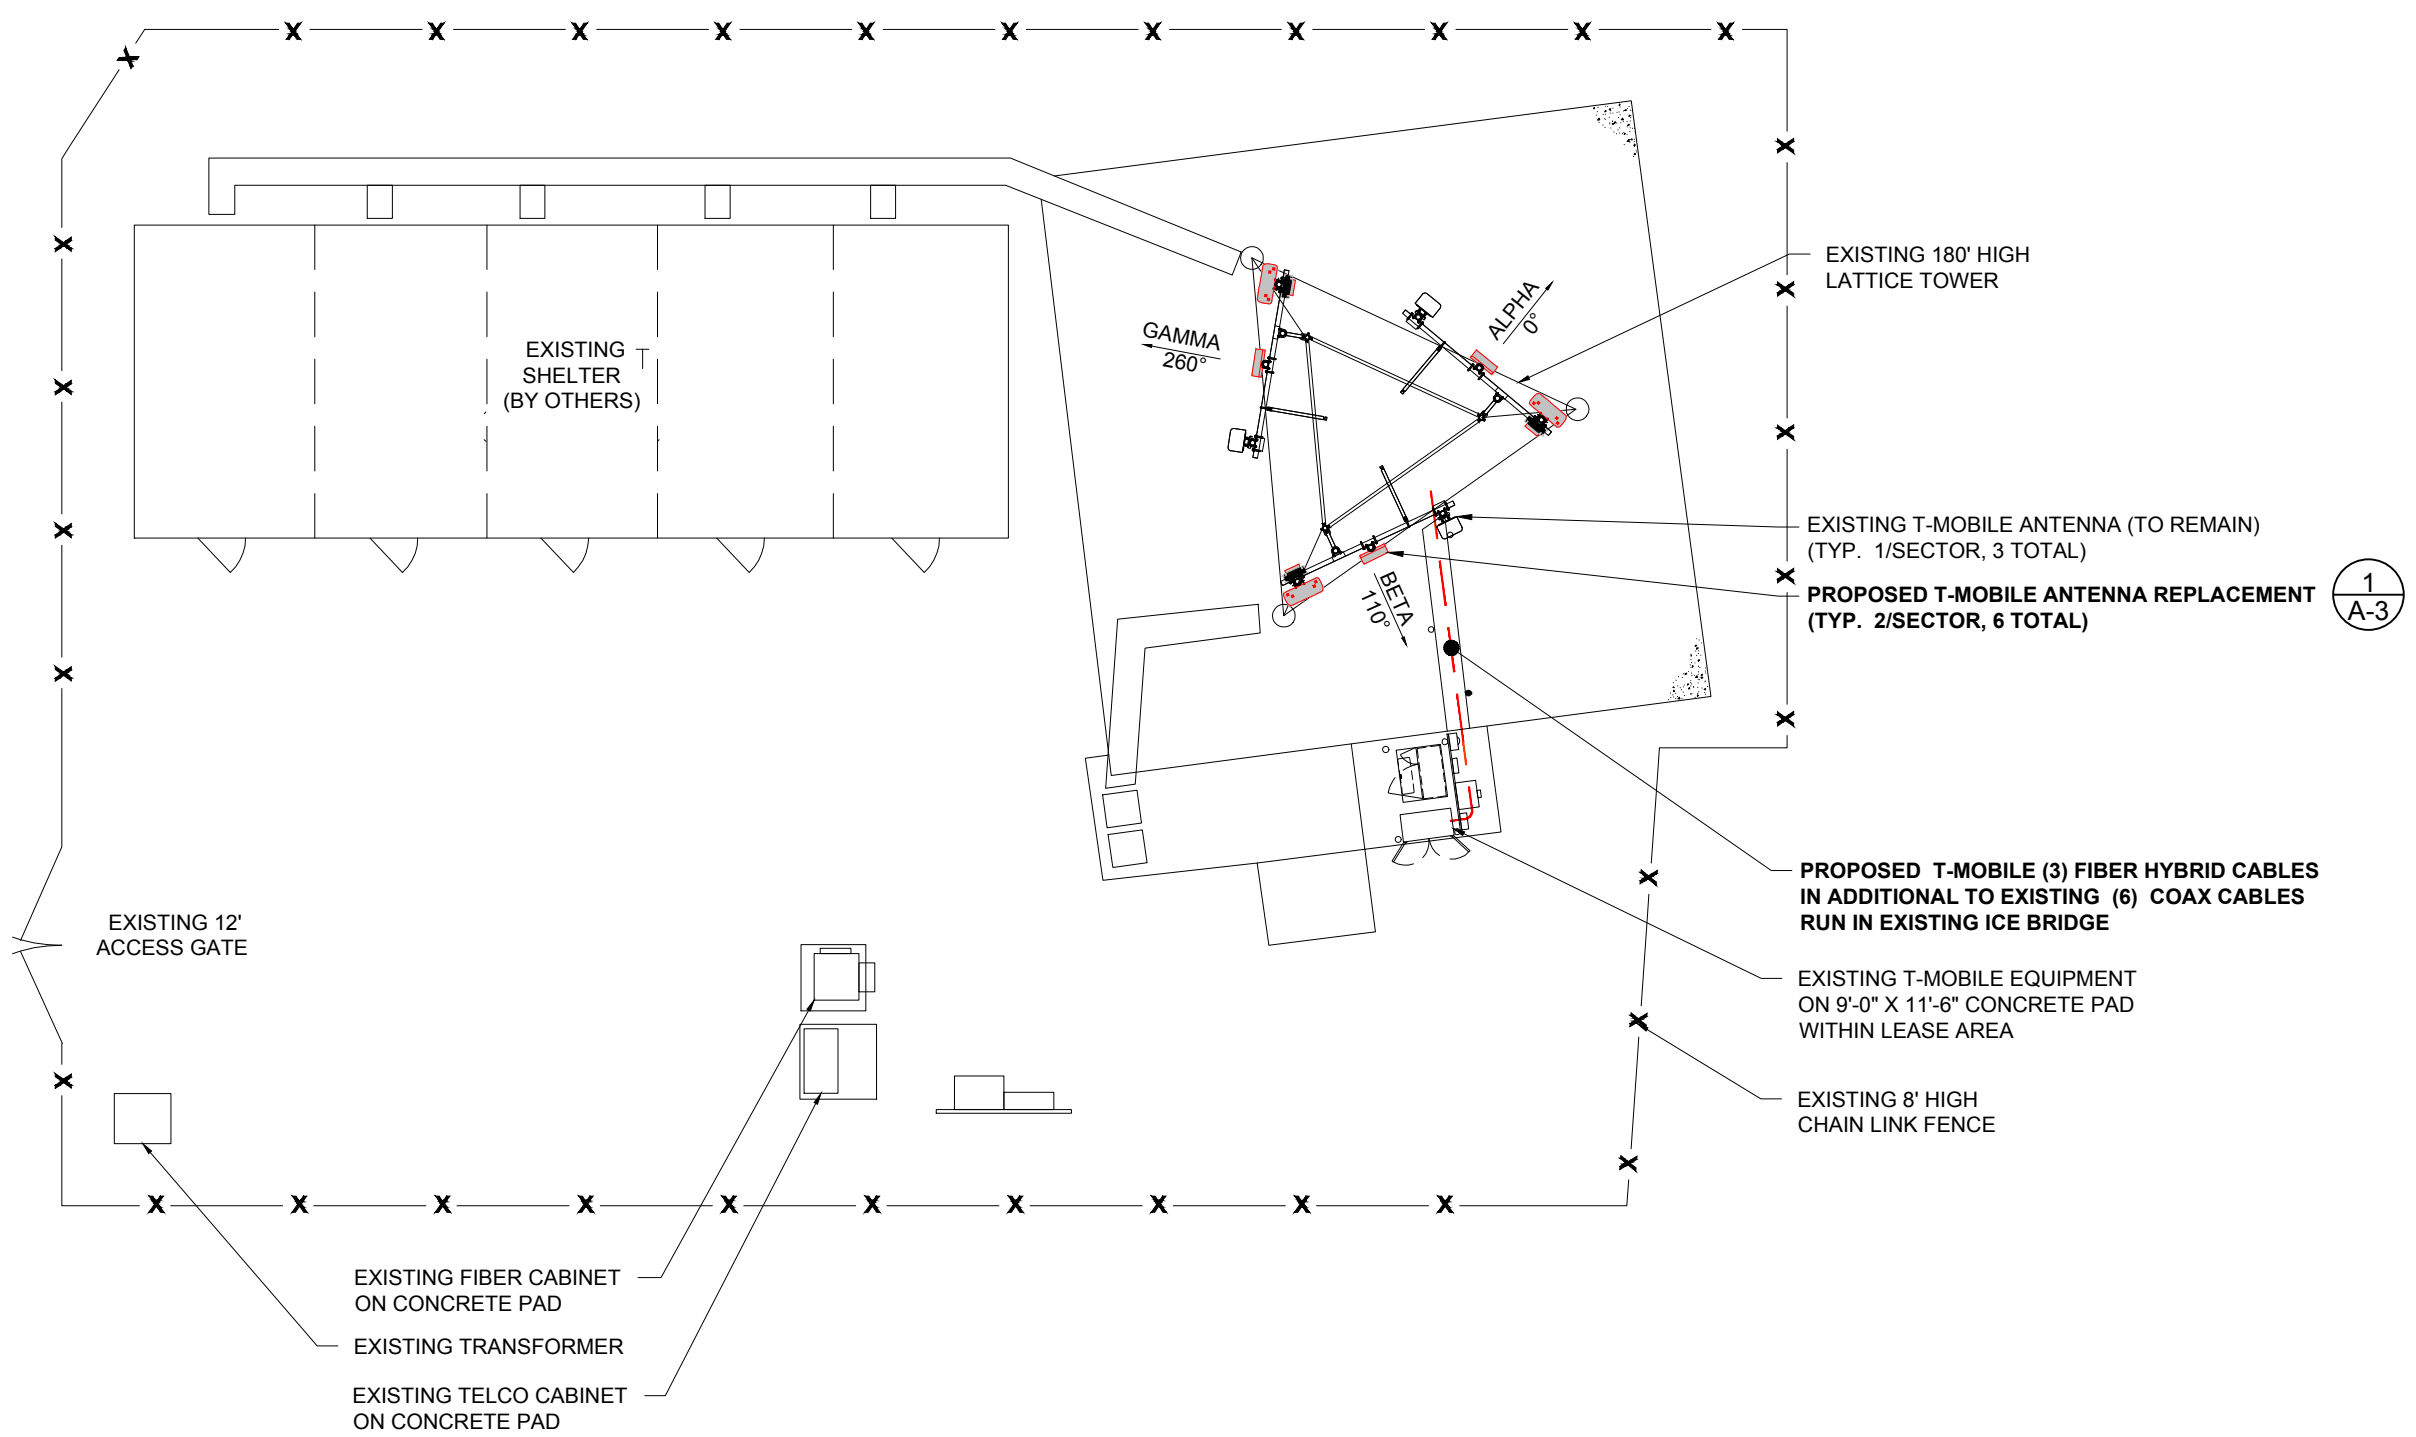 EXISTING 180' HIGH
LATTICE TOWER
ALPHA
0°
GAMMA
260°
EXISTING
SHELTER
(BY OTHERS)
EXISTING T-MOBILE ANTENNA (TO REMAIN)
(TYP. 1/SECTOR, 3 TOTAL)
PROPOSED T-MOBILE ANTENNA REPLACEMENT
(TYP. 2/SECTOR, 6 TOTAL)
1
A-3
BETA
110°
PROPOSED T-MOBILE (3) FIBER HYBRID CABLES
IN ADDITIONAL TO EXISTING (6) COAX CABLES
RUN IN EXISTING ICE BRIDGE
EXISTING 12'
ACCESS GATE
EXISTING T-MOBILE EQUIPMENT
ON 9'-0" X 11'-6" CONCRETE PAD
WITHIN LEASE AREA
EXISTING 8' HIGH
CHAIN LINK FENCE
EXISTING FIBER CABINET
ON CONCRETE PAD
EXISTING TRANSFORMER
EXISTING TELCO CABINET
ON CONCRETE PAD